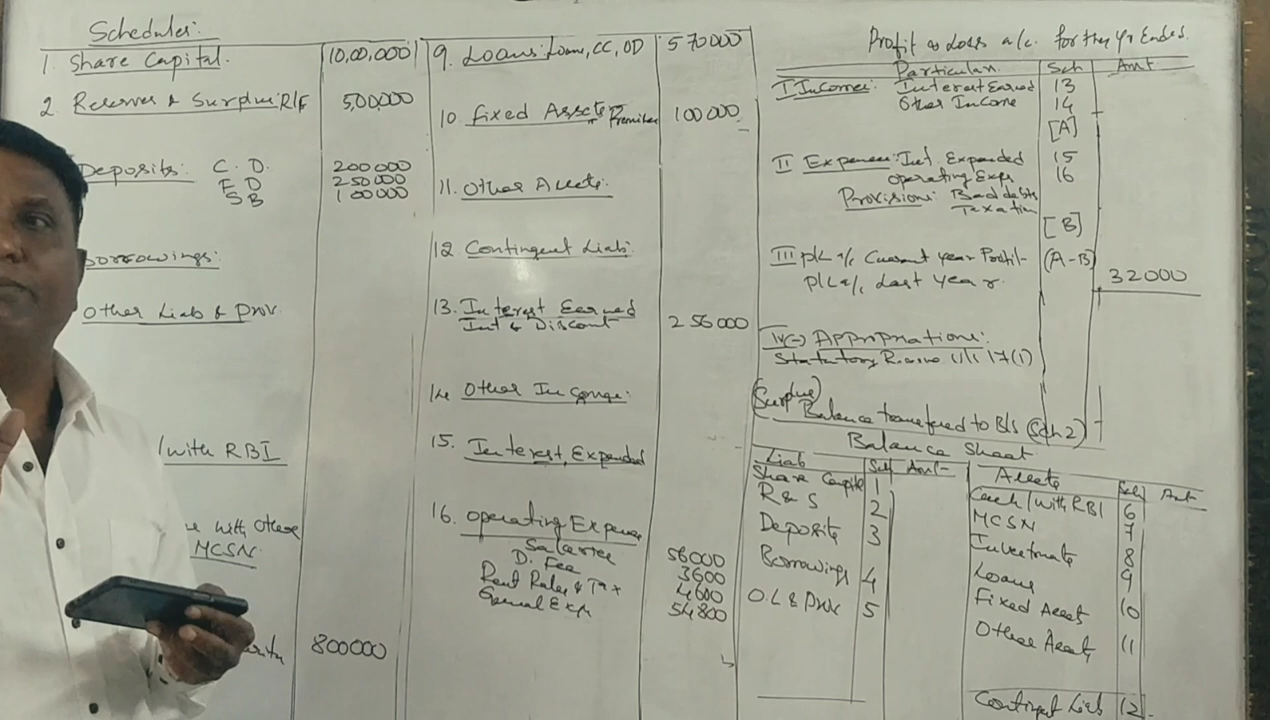 Schedules:
1. Share Capital. 10,00,000
2. Reserves & Surplus: R/F 5,00,000
Deposits: C.D. 200000
F D 250000
S B 100000
Borrowings:
Other Liab & Prov.
/with RBI
with Other
MCSN
800000
9. Loans: Loans, CC, OD 570000
10 Fixed Assets Premises 100000
11. Other Assets.
12 Contingent Liab:
13. Interest Earned
Int & Discount 256000
14 Other Income:
15. Interest Expended
16. Operating Expenses
Salaries 56000
D. Fee 3600
Rent Rates & Tax 4600
General Exp. 54800
Profit & Loss a/c. for the Yr Ended.
Particulars Sch Amt
I Incomes: Interest Earned 13
Other Income 14
[A]
II Expenses: Int. Expended 15
Operating Exps 16
Provisions: Bad debts
Taxation
[B]
III P/L a/c Current year Profit (A-B)
P/L a/c Last Year. 32000
IV (-) Appropriations:
Statutory Reserve U/s 17(1)
(Surplus)
Balance transferred to B/S (Sch 2)
Balance Sheet
Liab Sch Amt
Share Capital 1
R & S 2
Deposits 3
Borrowings 4
O.L & Prov 5
Assets Sch Amt
Cash/with RBI 6
MCSN 7
Investments 8
Loans 9
Fixed Assets 10
Other Assets 11
Contingent Liab 12